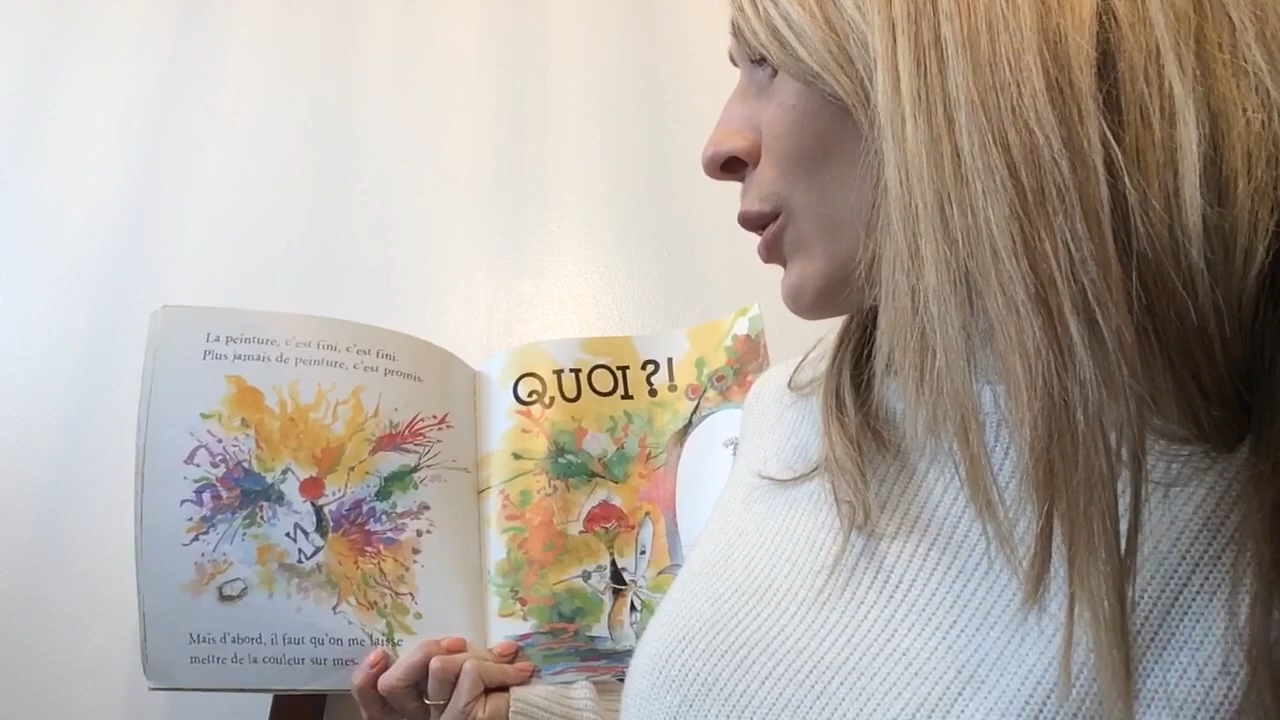 La peinture, c'est fini, c'est fini.
Plus jamais de peinture, c'est promis.
Mais d'abord, il faut qu'on me laisse
mettre de la couleur sur mes
QUOI ?!